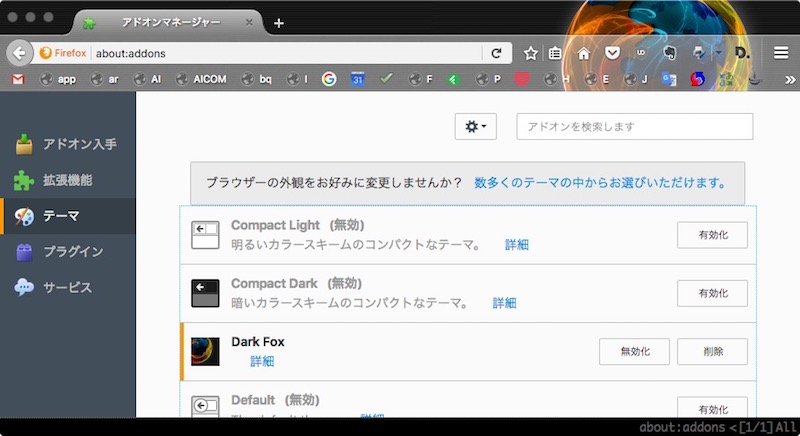 アドオンマネージャー
Firefox about:addons
LD D.
app ar AI AICOM bq I G 31 F P H E J
アドオン入手
拡張機能
テーマ
プラグイン
サービス
アドオンを検索します
ブラウザーの外観をお好みに変更しませんか？ 数多くのテーマの中からお選びいただけます。
Compact Light (無効)
明るいカラースキームのコンパクトなテーマ。 詳細
有効化
Compact Dark (無効)
暗いカラースキームのコンパクトなテーマ。 詳細
有効化
Dark Fox
詳細
無効化 削除
Default (無効)
有効化
about:addons <[1/1]All